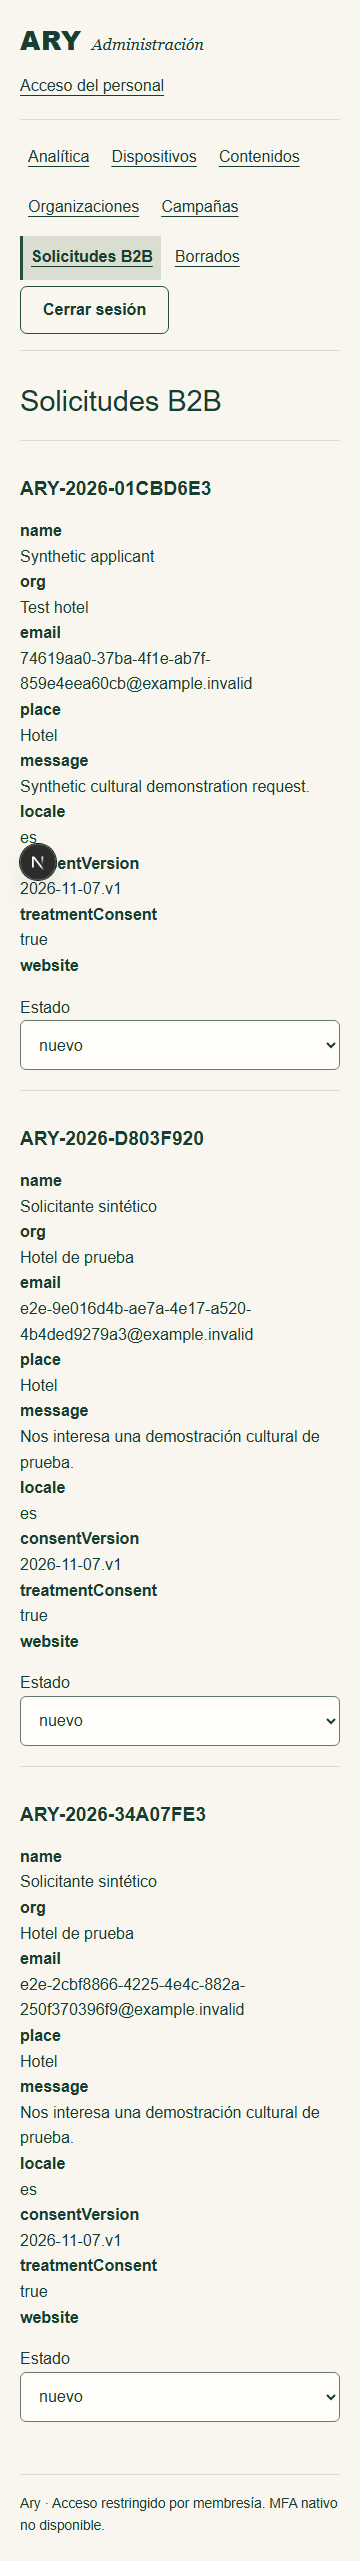 ARY Administración
Acceso del personal
Analítica Dispositivos Contenidos
Organizaciones Campañas
Solicitudes B2B Borrados
Cerrar sesión
Solicitudes B2B
ARY-2026-01CBD6E3
name
Synthetic applicant
org
Test hotel
email
74619aa0-37ba-4f1e-ab7f-
859e4eea60cb@example.invalid
place
Hotel
message
Synthetic cultural demonstration request.
locale
es
N entVersion
2026-11-07.v1
treatmentConsent
true
website
Estado
nuevo
ARY-2026-D803F920
name
Solicitante sintético
org
Hotel de prueba
email
e2e-9e016d4b-ae7a-4e17-a520-
4b4ded9279a3@example.invalid
place
Hotel
message
Nos interesa una demostración cultural de
prueba.
locale
es
consentVersion
2026-11-07.v1
treatmentConsent
true
website
Estado
nuevo
ARY-2026-34A07FE3
name
Solicitante sintético
org
Hotel de prueba
email
e2e-2cbf8866-4225-4e4c-882a-
250f370396f9@example.invalid
place
Hotel
message
Nos interesa una demostración cultural de
prueba.
locale
es
consentVersion
2026-11-07.v1
treatmentConsent
true
website
Estado
nuevo
Ary · Acceso restringido por membresía. MFA nativo
no disponible.